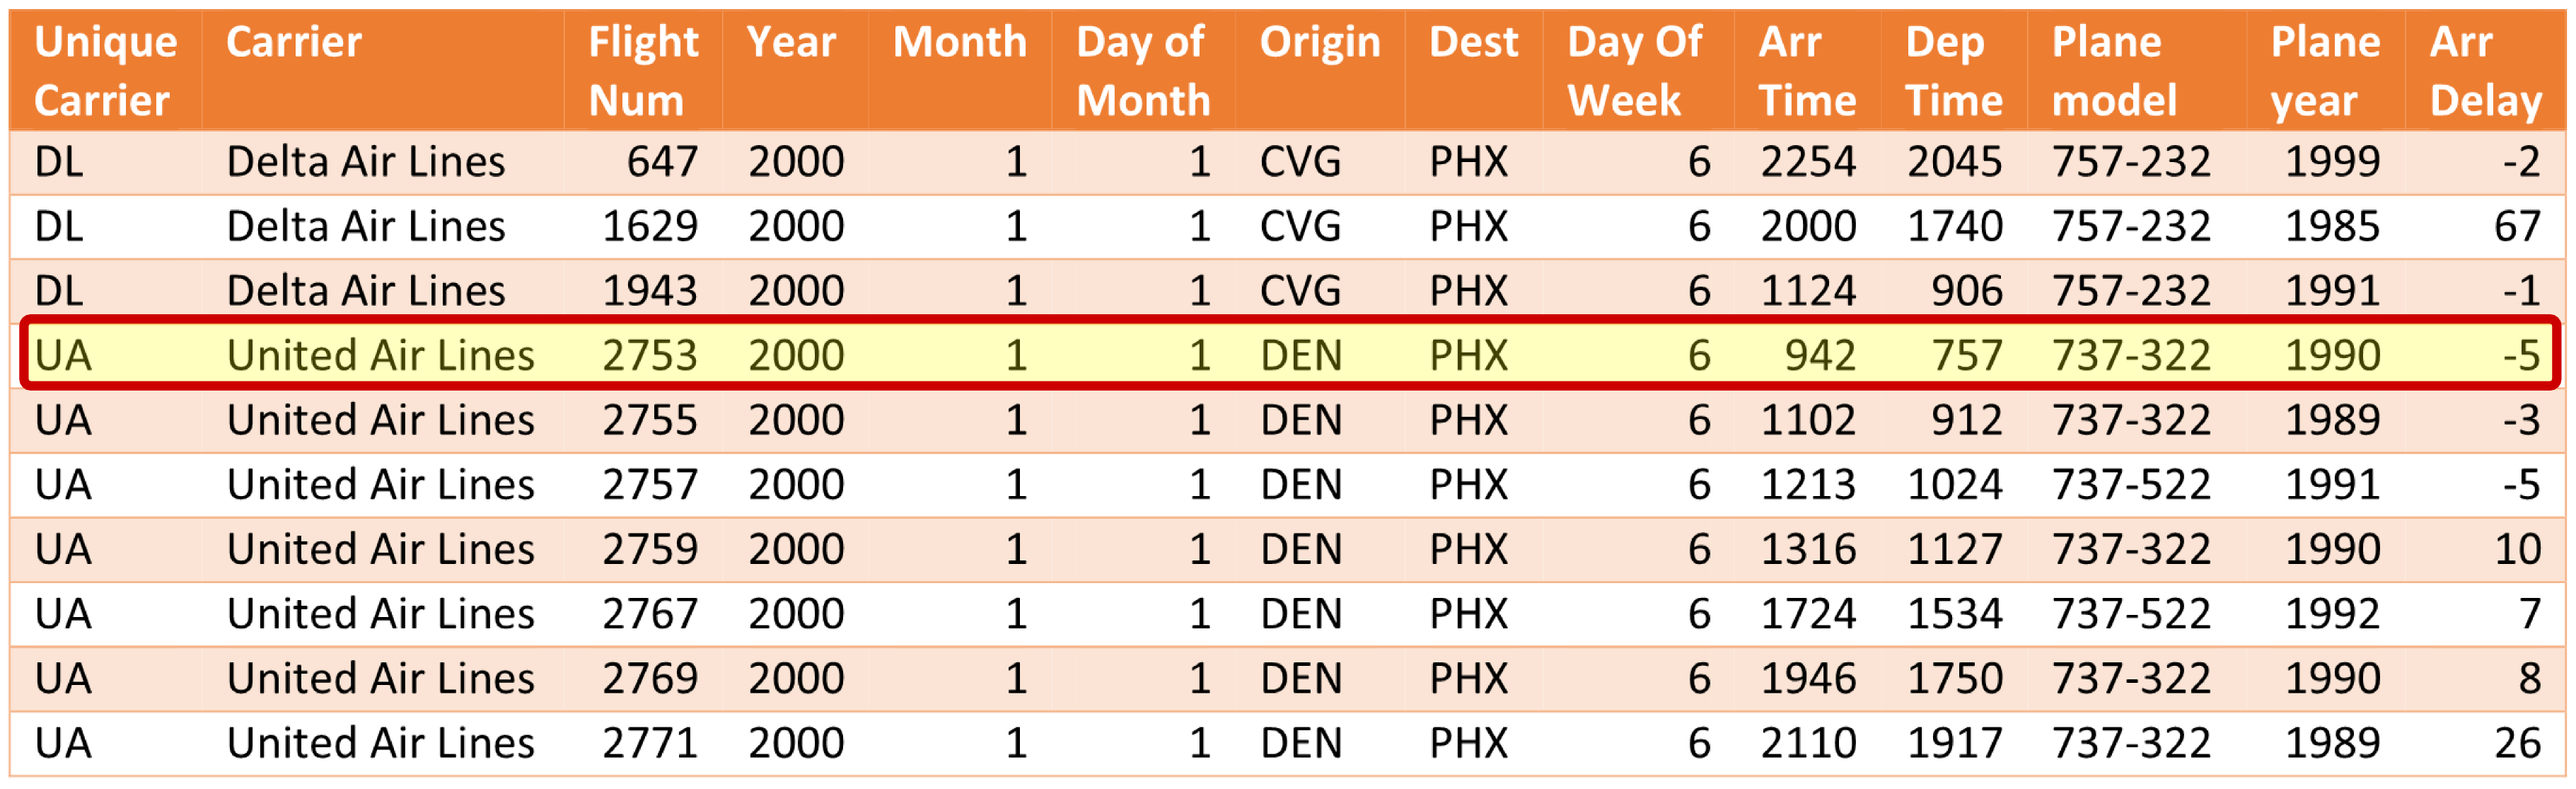 Unique Carrier Flight Year Month Day of Origin Dest Day Of Arr Dep Plane Plane Arr
Carrier Num Month Week Time Time model year Delay
DL Delta Air Lines 647 2000 1 1 CVG PHX 6 2254 2045 757-232 1999 -2
DL Delta Air Lines 1629 2000 1 1 CVG PHX 6 2000 1740 757-232 1985 67
DL Delta Air Lines 1943 2000 1 1 CVG PHX 6 1124 906 757-232 1991 -1
UA United Air Lines 2753 2000 1 1 DEN PHX 6 942 757 737-322 1990 -5
UA United Air Lines 2755 2000 1 1 DEN PHX 6 1102 912 737-322 1989 -3
UA United Air Lines 2757 2000 1 1 DEN PHX 6 1213 1024 737-522 1991 -5
UA United Air Lines 2759 2000 1 1 DEN PHX 6 1316 1127 737-322 1990 10
UA United Air Lines 2767 2000 1 1 DEN PHX 6 1724 1534 737-522 1992 7
UA United Air Lines 2769 2000 1 1 DEN PHX 6 1946 1750 737-322 1990 8
UA United Air Lines 2771 2000 1 1 DEN PHX 6 2110 1917 737-322 1989 26